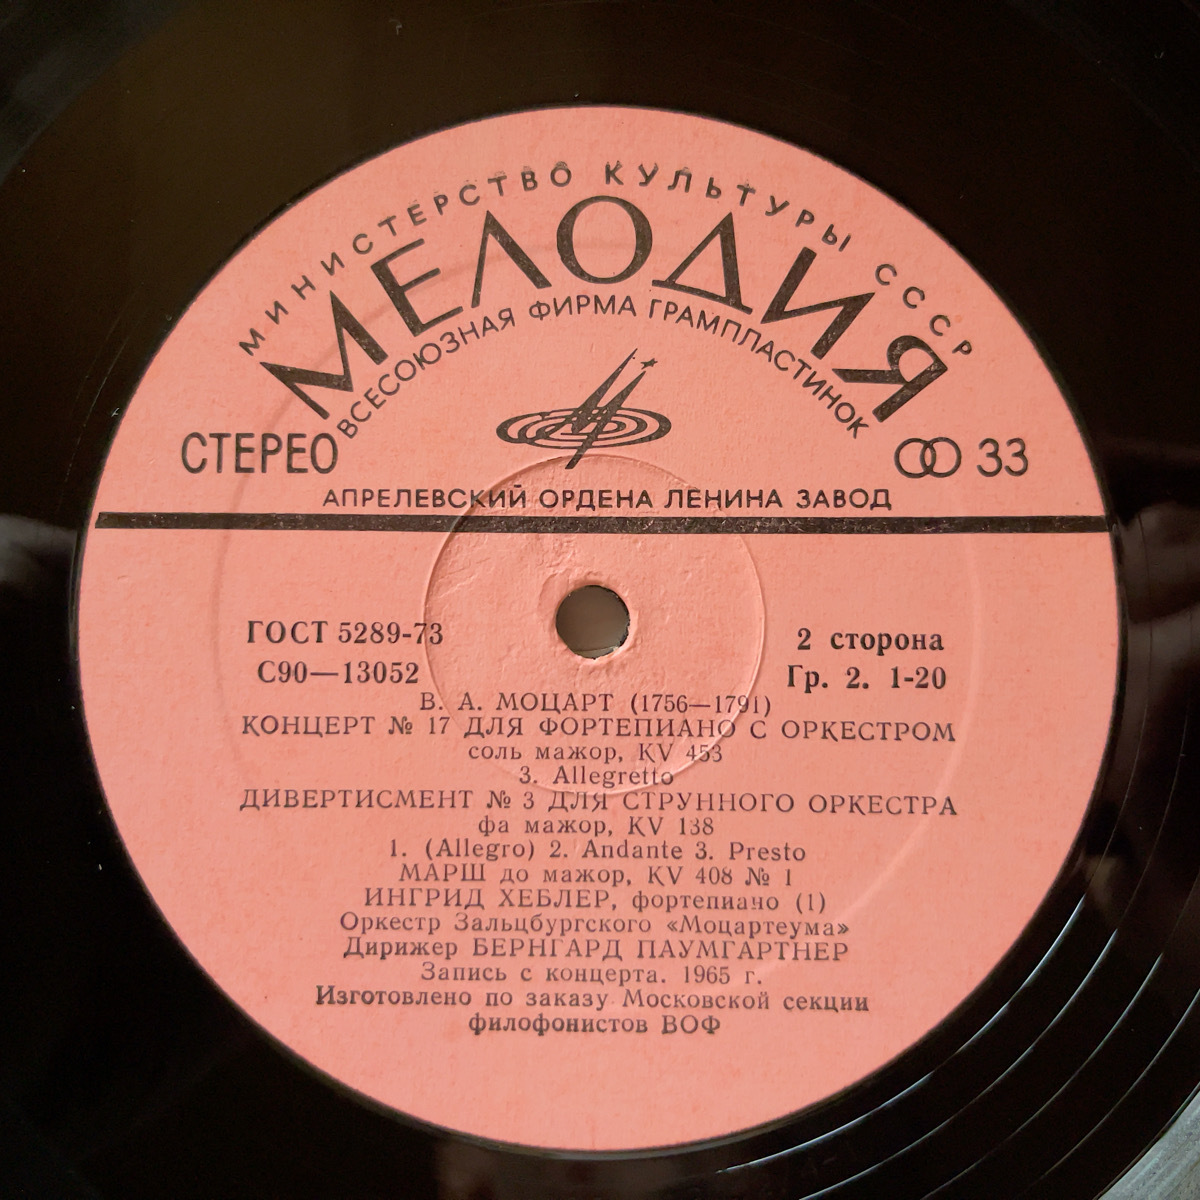 МИНИСТЕРСТВО КУЛЬТУРЫ СССР
МЕЛОДИЯ
ВСЕСОЮЗНАЯ ФИРМА ГРАМПЛАСТИНОК
СТЕРЕО
33
АПРЕЛЕВСКИЙ ОРДЕНА ЛЕНИНА ЗАВОД
ГОСТ 5289-73
2 сторона
С90—13052
Гр. 2. 1-20
В. А. МОЦАРТ (1756—1791)
КОНЦЕРТ № 17 ДЛЯ ФОРТЕПИАНО С ОРКЕСТРОМ
соль мажор, KV 453
3. Allegretto
ДИВЕРТИСМЕНТ № 3 ДЛЯ СТРУННОГО ОРКЕСТРА
фа мажор, KV 138
1. (Allegro) 2. Andante 3. Presto
МАРШ до мажор, KV 408 № 1
ИНГРИД ХЕБЛЕР, фортепиано (1)
Оркестр Зальцбургского «Моцартеума»
Дирижер БЕРНГАРД ПАУМГАРТНЕР
Запись с концерта. 1965 г.
Изготовлено по заказу Московской секции
филофонистов ВОФ